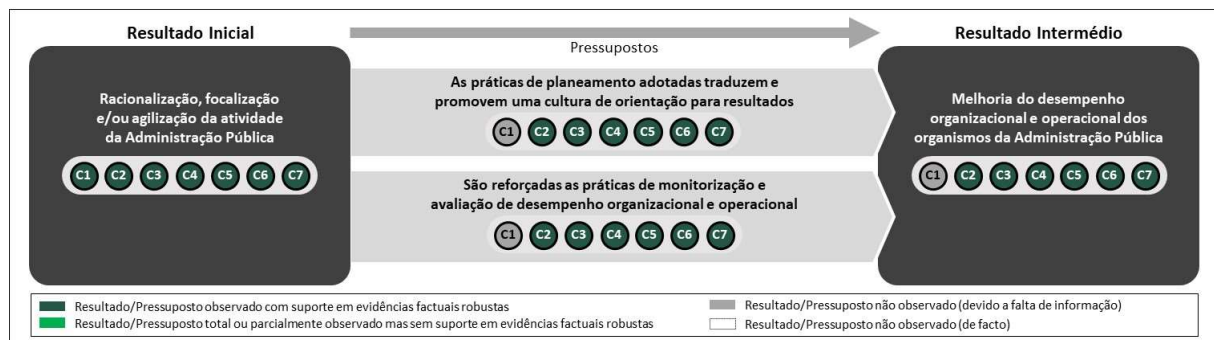 Resultado Inicial
Pressupostos
Resultado Intermédio
Racionalização, focalização
e/ou agilização da atividade
da Administração Pública
C1 C2 C3 C4 C5 C6 C7
As práticas de planeamento adotadas traduzem e
promovem uma cultura de orientação para resultados
C1 C2 C3 C4 C5 C6 C7
São reforçadas as práticas de monitorização e
avaliação de desempenho organizacional e operacional
C1 C2 C3 C4 C5 C6 C7
Melhoria do desempenho
organizacional e operacional dos
organismos da Administração Pública
C1 C2 C3 C4 C5 C6 C7
Resultado/Pressuposto observado com suporte em evidências factuais robustas
Resultado/Pressuposto total ou parcialmente observado mas sem suporte em evidências factuais robustas
Resultado/Pressuposto não observado (devido a falta de informação)
Resultado/Pressuposto não observado (de facto)